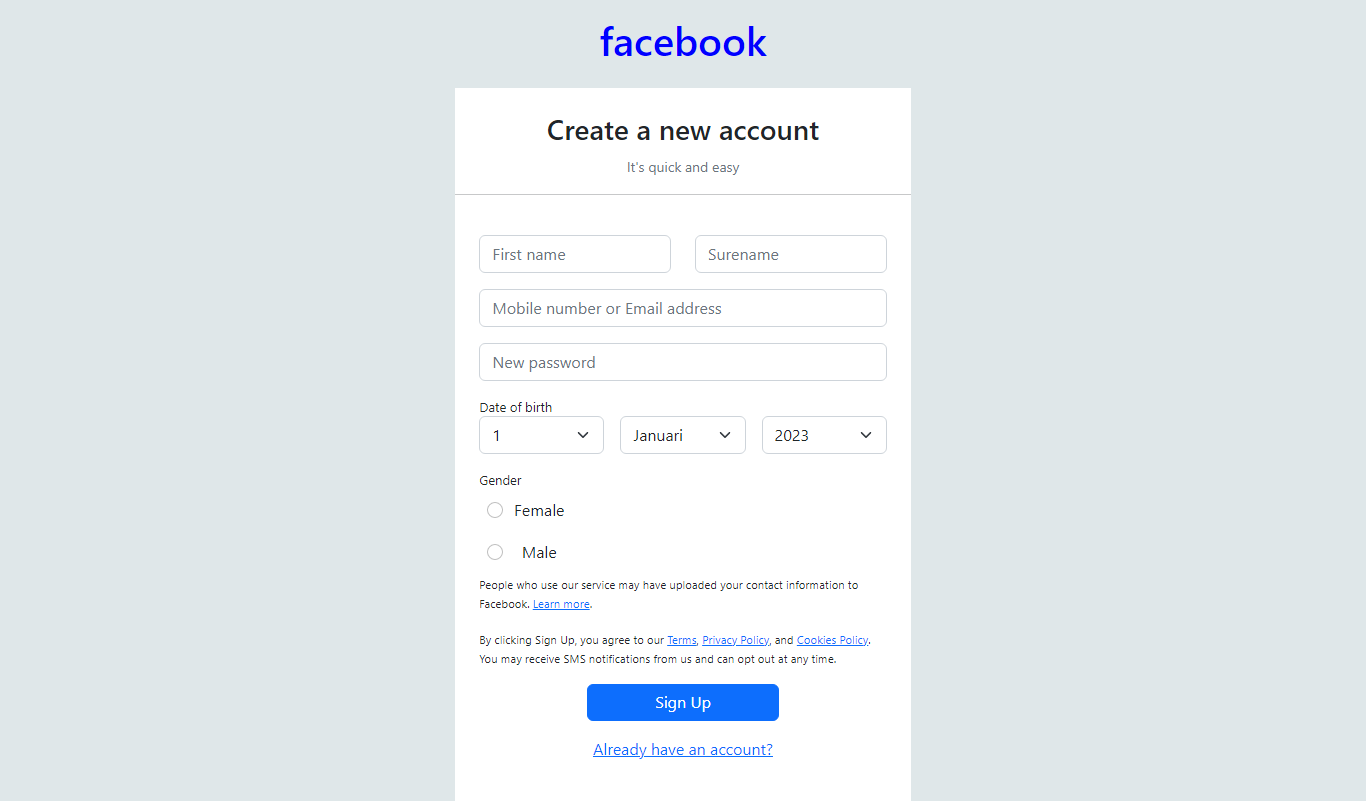 facebook
Create a new account
It's quick and easy
First name Surename
Mobile number or Email address
New password
Date of birth
1 Januari 2023
Gender
Female
Male
People who use our service may have uploaded your contact information to
Facebook. Learn more.
By clicking Sign Up, you agree to our Terms, Privacy Policy, and Cookies Policy.
You may receive SMS notifications from us and can opt out at any time.
Sign Up
Already have an account?